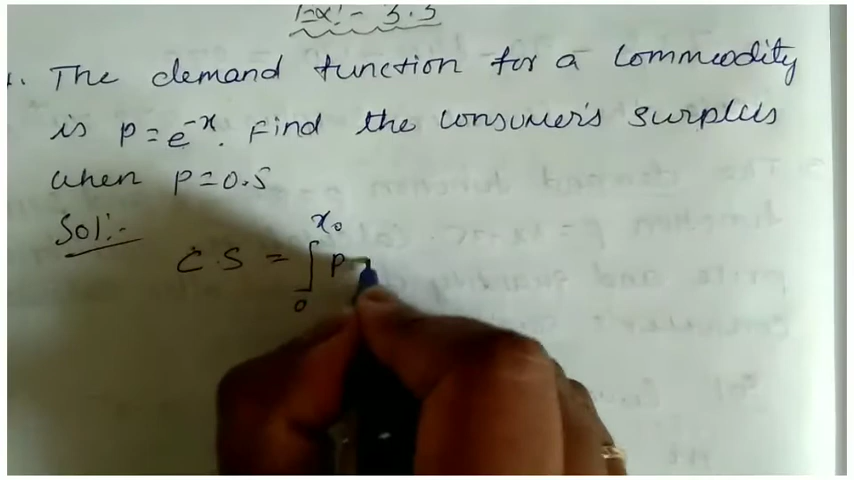 Ex:- 3.3
1. The demand function for a commodity
is p = e^-x. Find the consumer's surplus
when p = 0.5
Sol:-
C.S = ∫₀^x₀ p